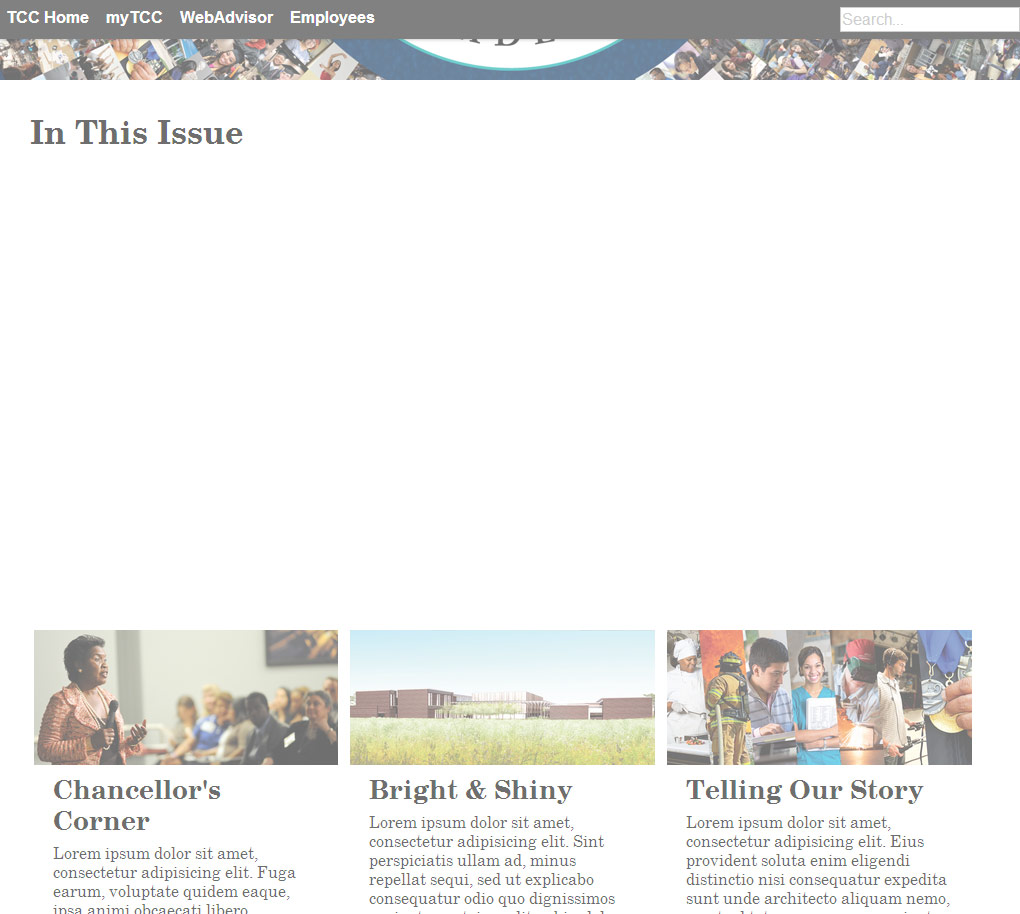 TCC Home myTCC WebAdvisor Employees
Search...
In This Issue
Chancellor's
Corner
Lorem ipsum dolor sit amet,
consectetur adipisicing elit. Fuga
earum, voluptate quidem eaque,
ipsa animi obcaecati libero
Bright & Shiny
Lorem ipsum dolor sit amet,
consectetur adipisicing elit. Sint
perspiciatis ullam ad, minus
repellat sequi, sed ut explicabo
consequatur odio quo dignissimos
Telling Our Story
Lorem ipsum dolor sit amet,
consectetur adipisicing elit. Eius
provident soluta enim eligendi
distinctio nisi consequatur expedita
sunt unde architecto aliquam nemo,